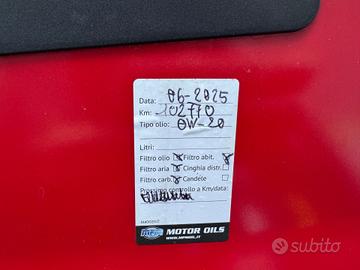 Data: 06-2025
Km: 102770
Tipo olio: 0W-20
Litri:
Filtro olio Filtro abit.
Filtro aria Cinghia distr.
Filtro carb. Candele
Prossimo controllo a Km/data:
MOTOR OILS
subito